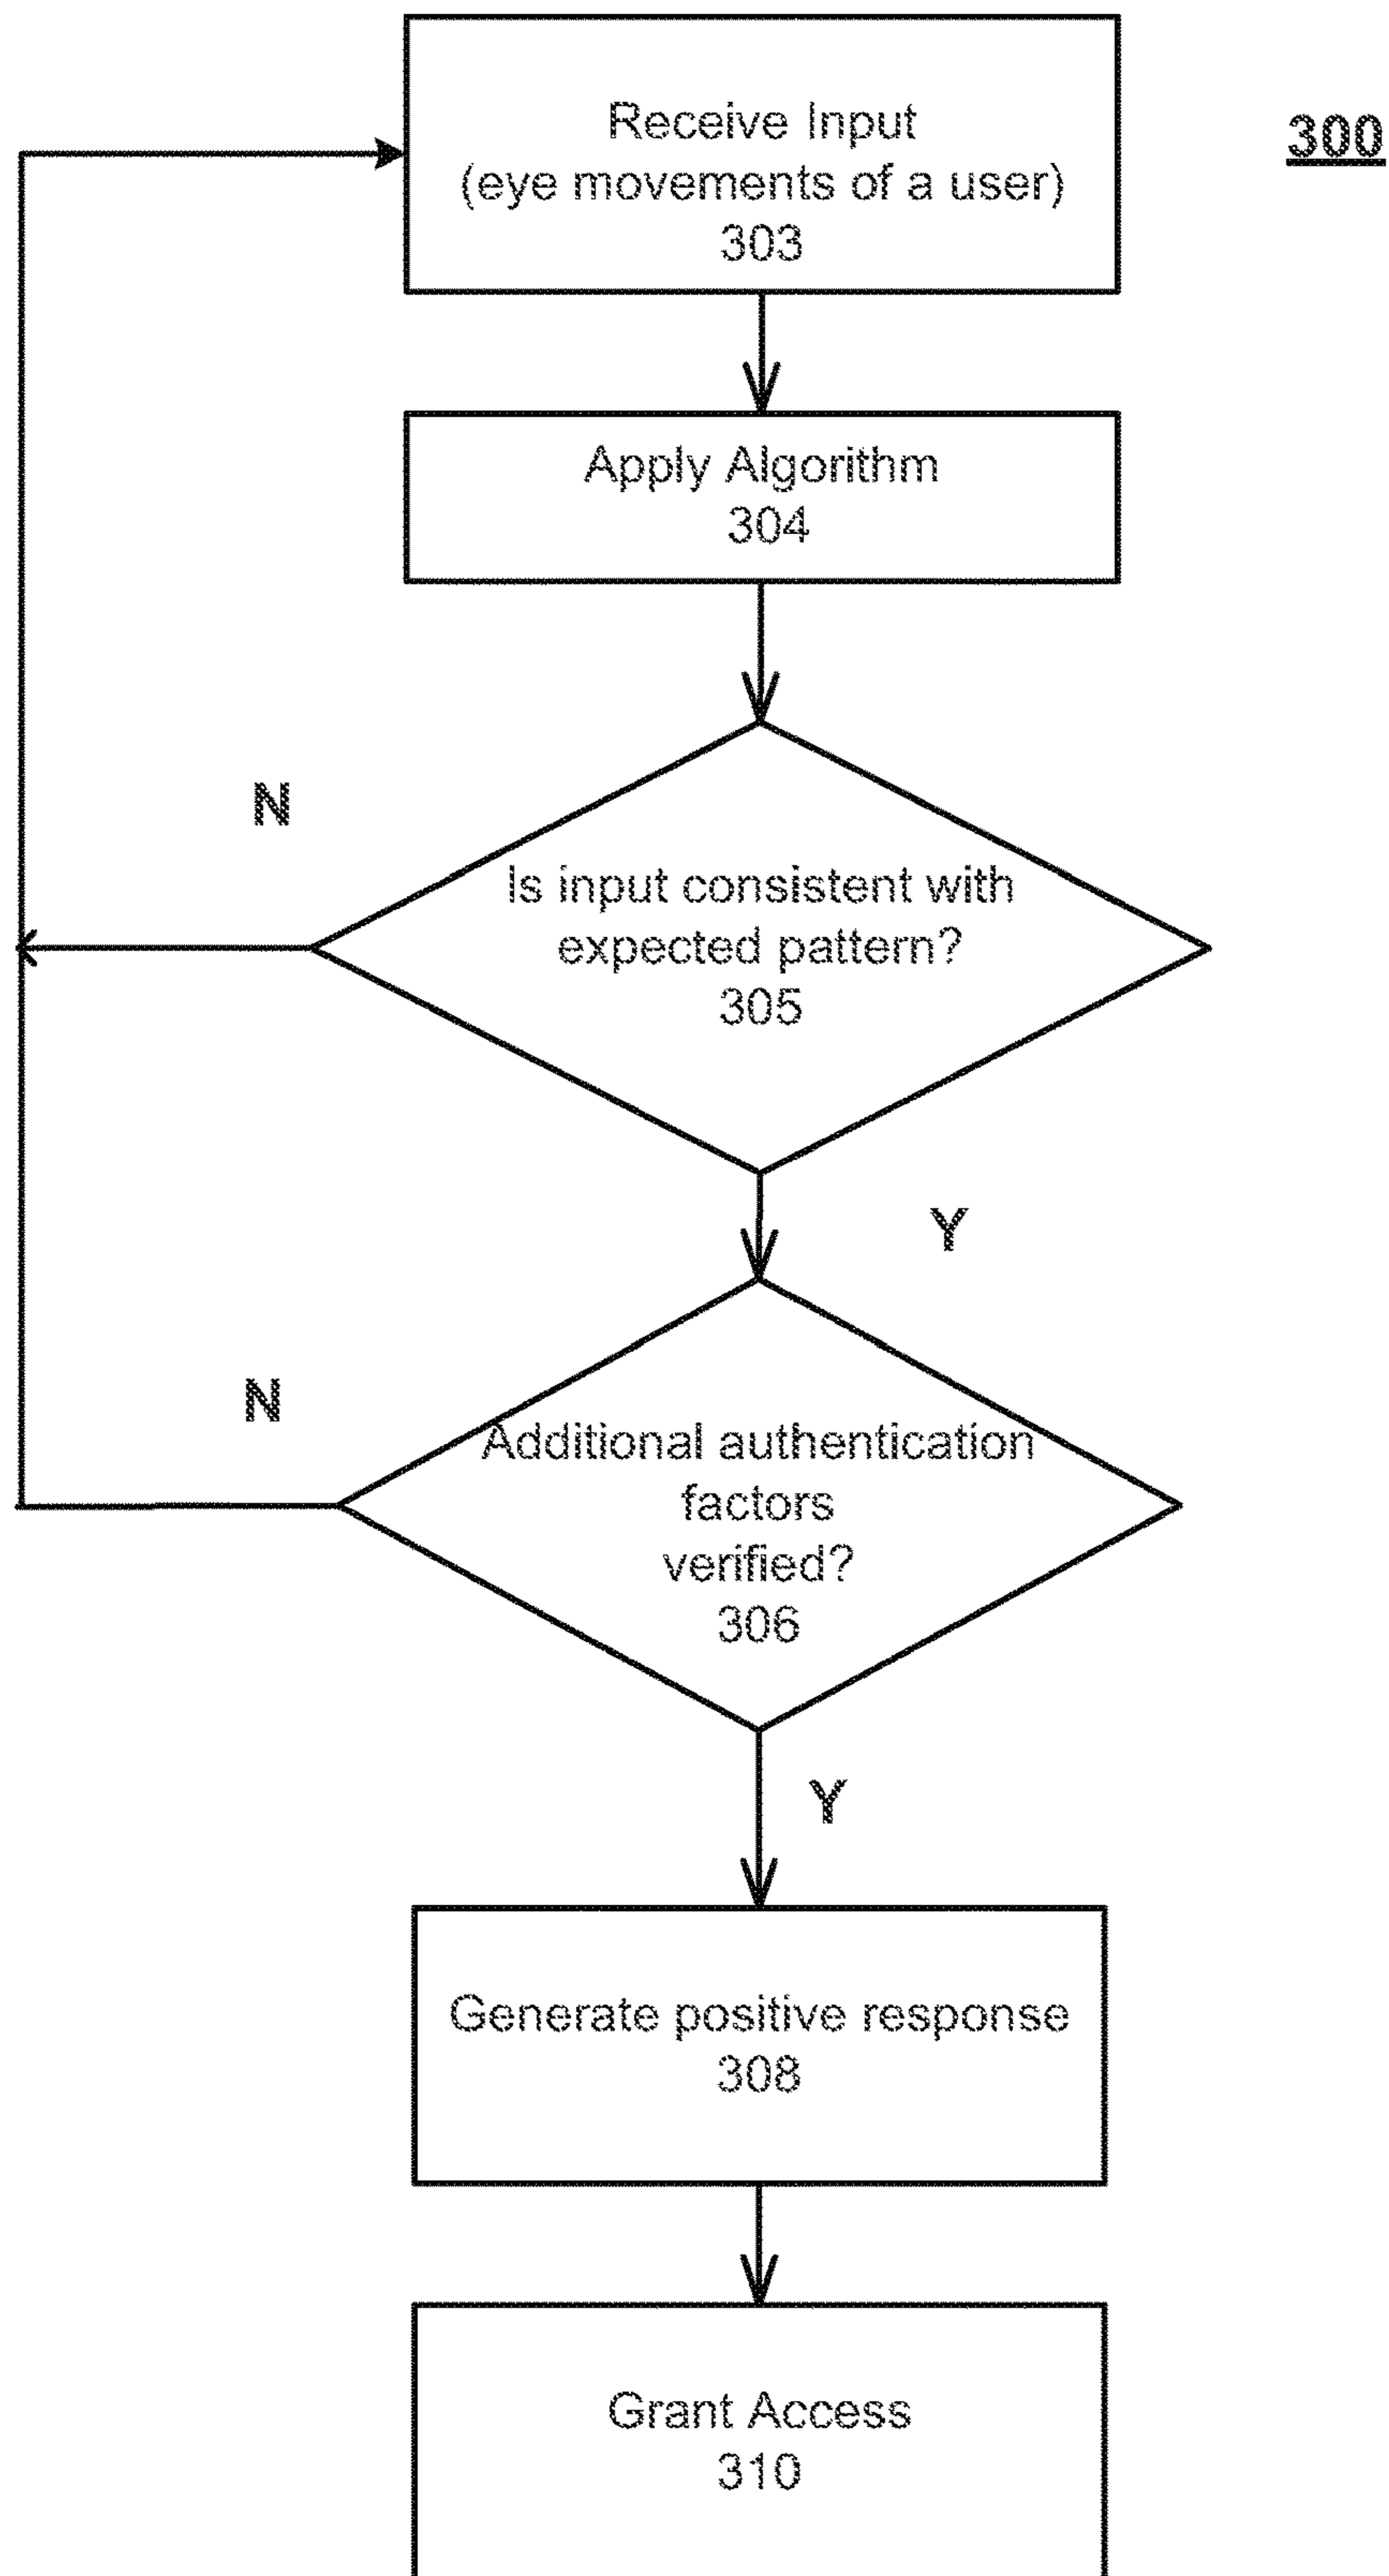 300
Receive Input
(eye movements of a user)
303
Apply Algorithm
304
N
Is input consistent with
expected pattern?
305
Y
N
Additional authentication
factors
verified?
306
Y
Generate positive response
308
Grant Access
310